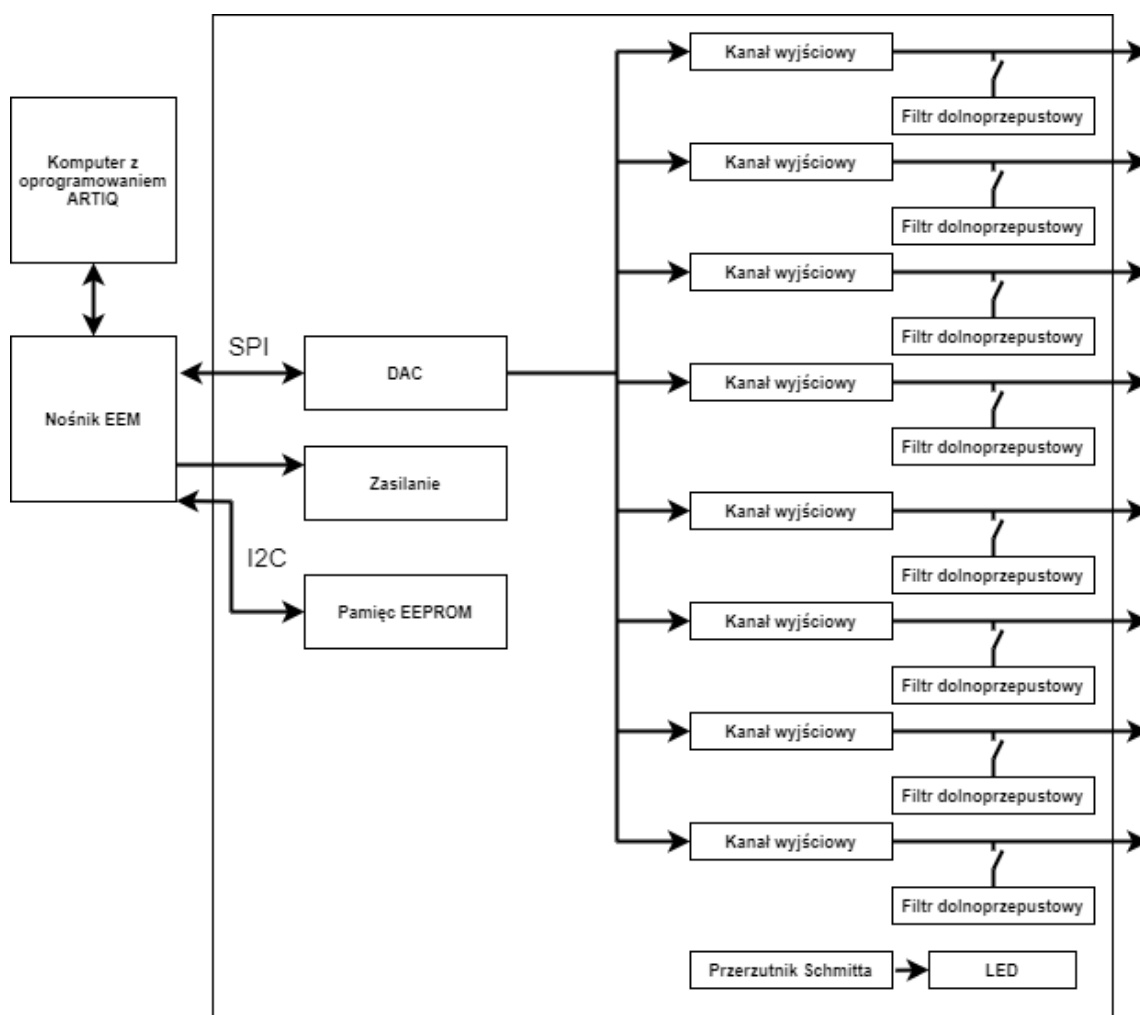 Komputer z
oprogramowaniem
ARTIQ
Nośnik EEM
SPI
DAC
Zasilanie
I2C
Pamięc EEPROM
Kanał wyjściowy
Filtr dolnoprzepustowy
Kanał wyjściowy
Filtr dolnoprzepustowy
Kanał wyjściowy
Filtr dolnoprzepustowy
Kanał wyjściowy
Filtr dolnoprzepustowy
Kanał wyjściowy
Filtr dolnoprzepustowy
Kanał wyjściowy
Filtr dolnoprzepustowy
Kanał wyjściowy
Filtr dolnoprzepustowy
Kanał wyjściowy
Filtr dolnoprzepustowy
Przerzutnik Schmitta
LED